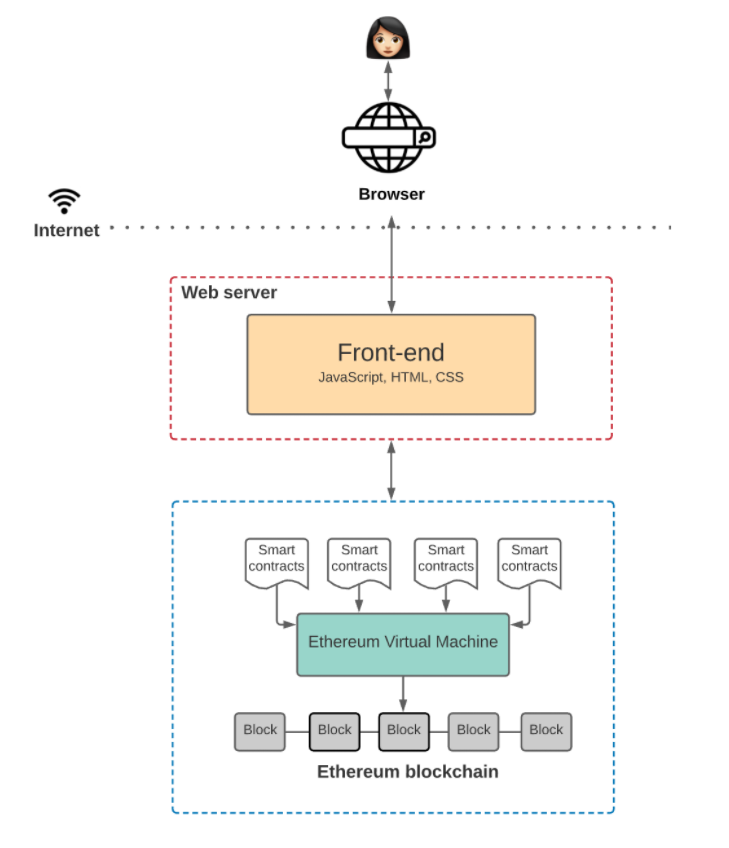 Browser
Internet
Web server
Front-end
JavaScript, HTML, CSS
Smart
contracts
Smart
contracts
Smart
contracts
Smart
contracts
Ethereum Virtual Machine
Block
Block
Block
Block
Block
Ethereum blockchain